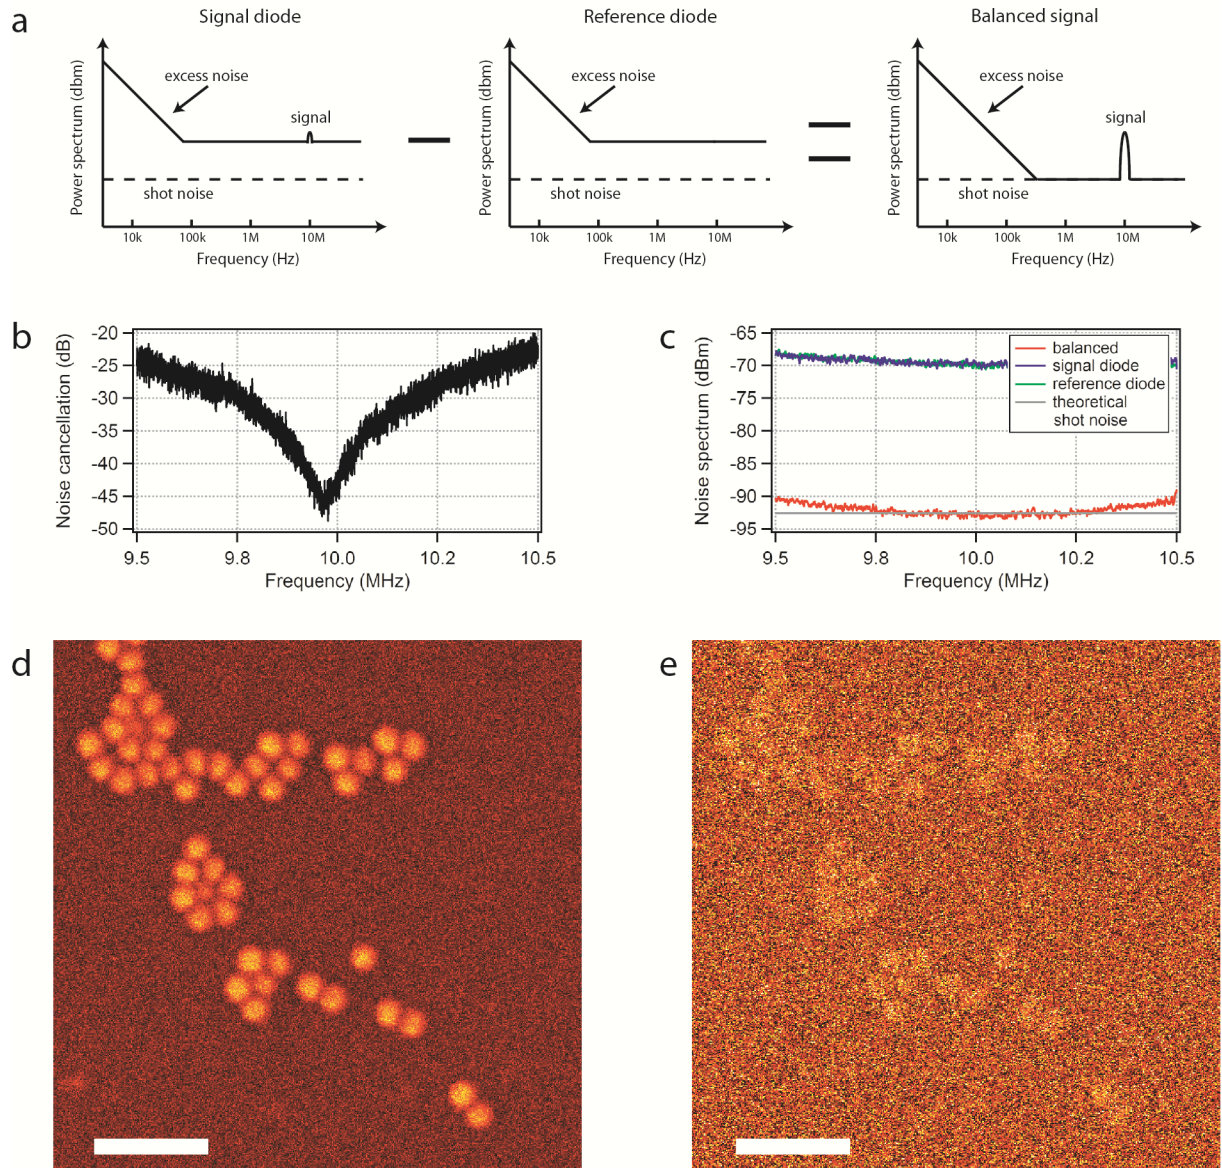 a
Signal diode
Reference diode
Balanced signal
Power spectrum (dbm)
excess noise
signal
shot noise
10k 100k 1M 10M
Frequency (Hz)
Power spectrum (dbm)
excess noise
shot noise
10k 100k 1M 10M
Frequency (Hz)
Power spectrum (dbm)
excess noise
signal
shot noise
10k 100k 1M 10M
Frequency (Hz)
b
Noise cancellation (dB)
-20
-25
-30
-35
-40
-45
-50
9.5 9.8 10.0 10.2 10.5
Frequency (MHz)
c
Noise spectrum (dBm)
-65
-70
-75
-80
-85
-90
-95
balanced
signal diode
reference diode
theoretical
shot noise
9.5 9.8 10.0 10.2 10.5
Frequency (MHz)
d
e